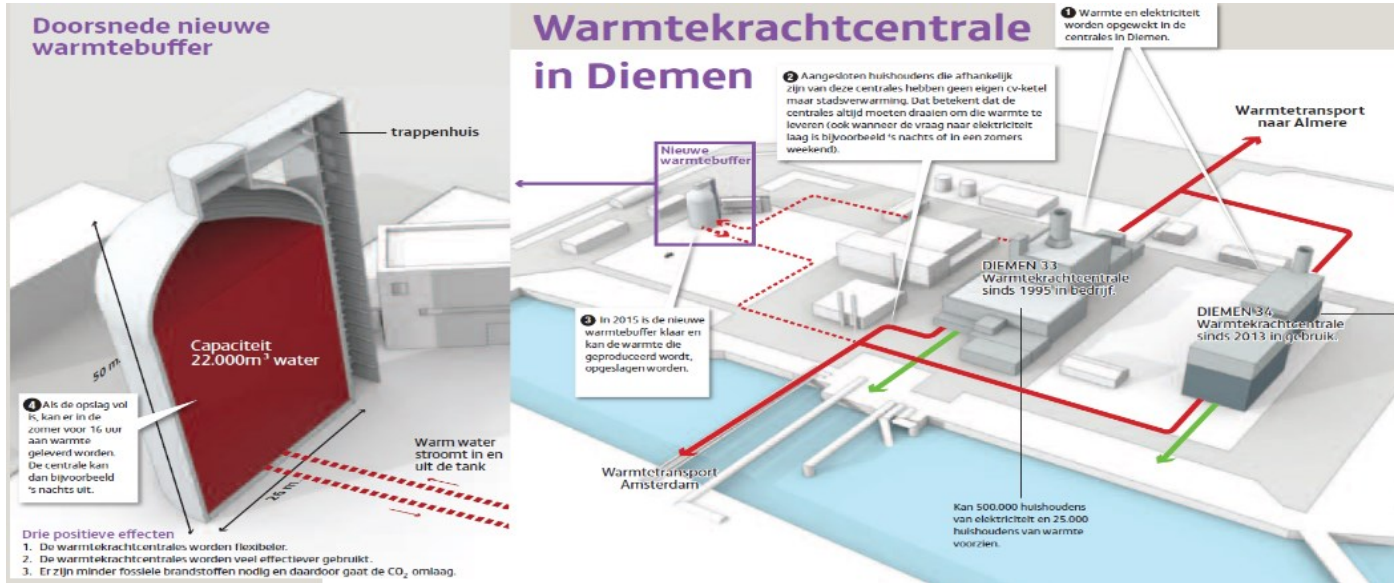 Doorsnede nieuwe
warmtebuffer
trappenhuis
Capaciteit
22.000m³ water
50 m.
26 m
4 Als de opslag vol
is, kan er in de
zomer voor 16 uur
aan warmte
geleverd worden.
De centrale kan
dan bijvoorbeeld
's nachts uit.
Warm water
stroomt in en
uit de tank
Drie positieve effecten
1. De warmtekrachtcentrales worden flexibeler.
2. De warmtekrachtcentrales worden veel effectiever gebruikt.
3. Er zijn minder fossiele brandstoffen nodig en daardoor gaat de CO₂ omlaag.
Warmtekrachtcentrale
in Diemen
1 Warmte en elektriciteit
worden opgewekt in de
centrales in Diemen.
2 Aangesloten huishoudens die afhankelijk
zijn van deze centrales hebben geen eigen cv-ketel
maar stadsverwarming. Dat betekent dat de
centrales altijd moeten draaien om die warmte te
leveren (ook wanneer de vraag naar elektriciteit
laag is bijvoorbeeld 's nachts of in een zomers
weekend).
Warmtetransport
naar Almere
Nieuwe
warmtebuffer
DIEMEN 33
Warmtekrachtcentrale
sinds 1995 in bedrijf.
DIEMEN 34
Warmtekrachtcentrale
sinds 2013 in gebruik.
3 In 2015 is de nieuwe
warmtebuffer klaar en
kan de warmte die
geproduceerd wordt,
opgeslagen worden.
Warmtetransport
Amsterdam
Kan 500.000 huishoudens
van elektriciteit en 25.000
huishoudens van warmte
voorzien.